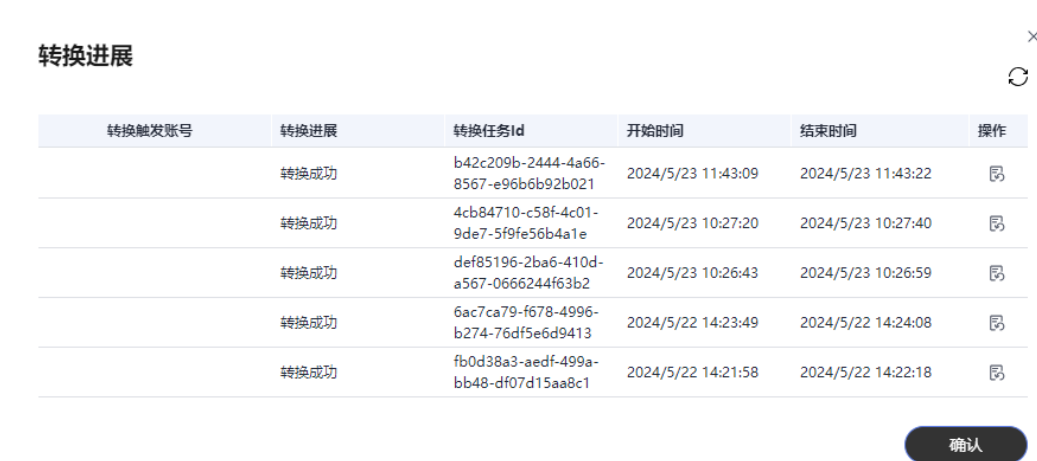 转换进展
转换触发账号 转换进展 转换任务Id 开始时间 结束时间 操作
转换成功 b42c209b-2444-4a66-8567-e96b6b92b021 2024/5/23 11:43:09 2024/5/23 11:43:22
转换成功 4cb84710-c58f-4c01-9de7-5f9fe56b4a1e 2024/5/23 10:27:20 2024/5/23 10:27:40
转换成功 def85196-2ba6-410d-a567-0666244f63b2 2024/5/23 10:26:43 2024/5/23 10:26:59
转换成功 6ac7ca79-f678-4996-b274-76df5e6d9413 2024/5/22 14:23:49 2024/5/22 14:24:08
转换成功 fb0d38a3-aedf-499a-bb48-df07d15aa8c1 2024/5/22 14:21:58 2024/5/22 14:22:18
确认